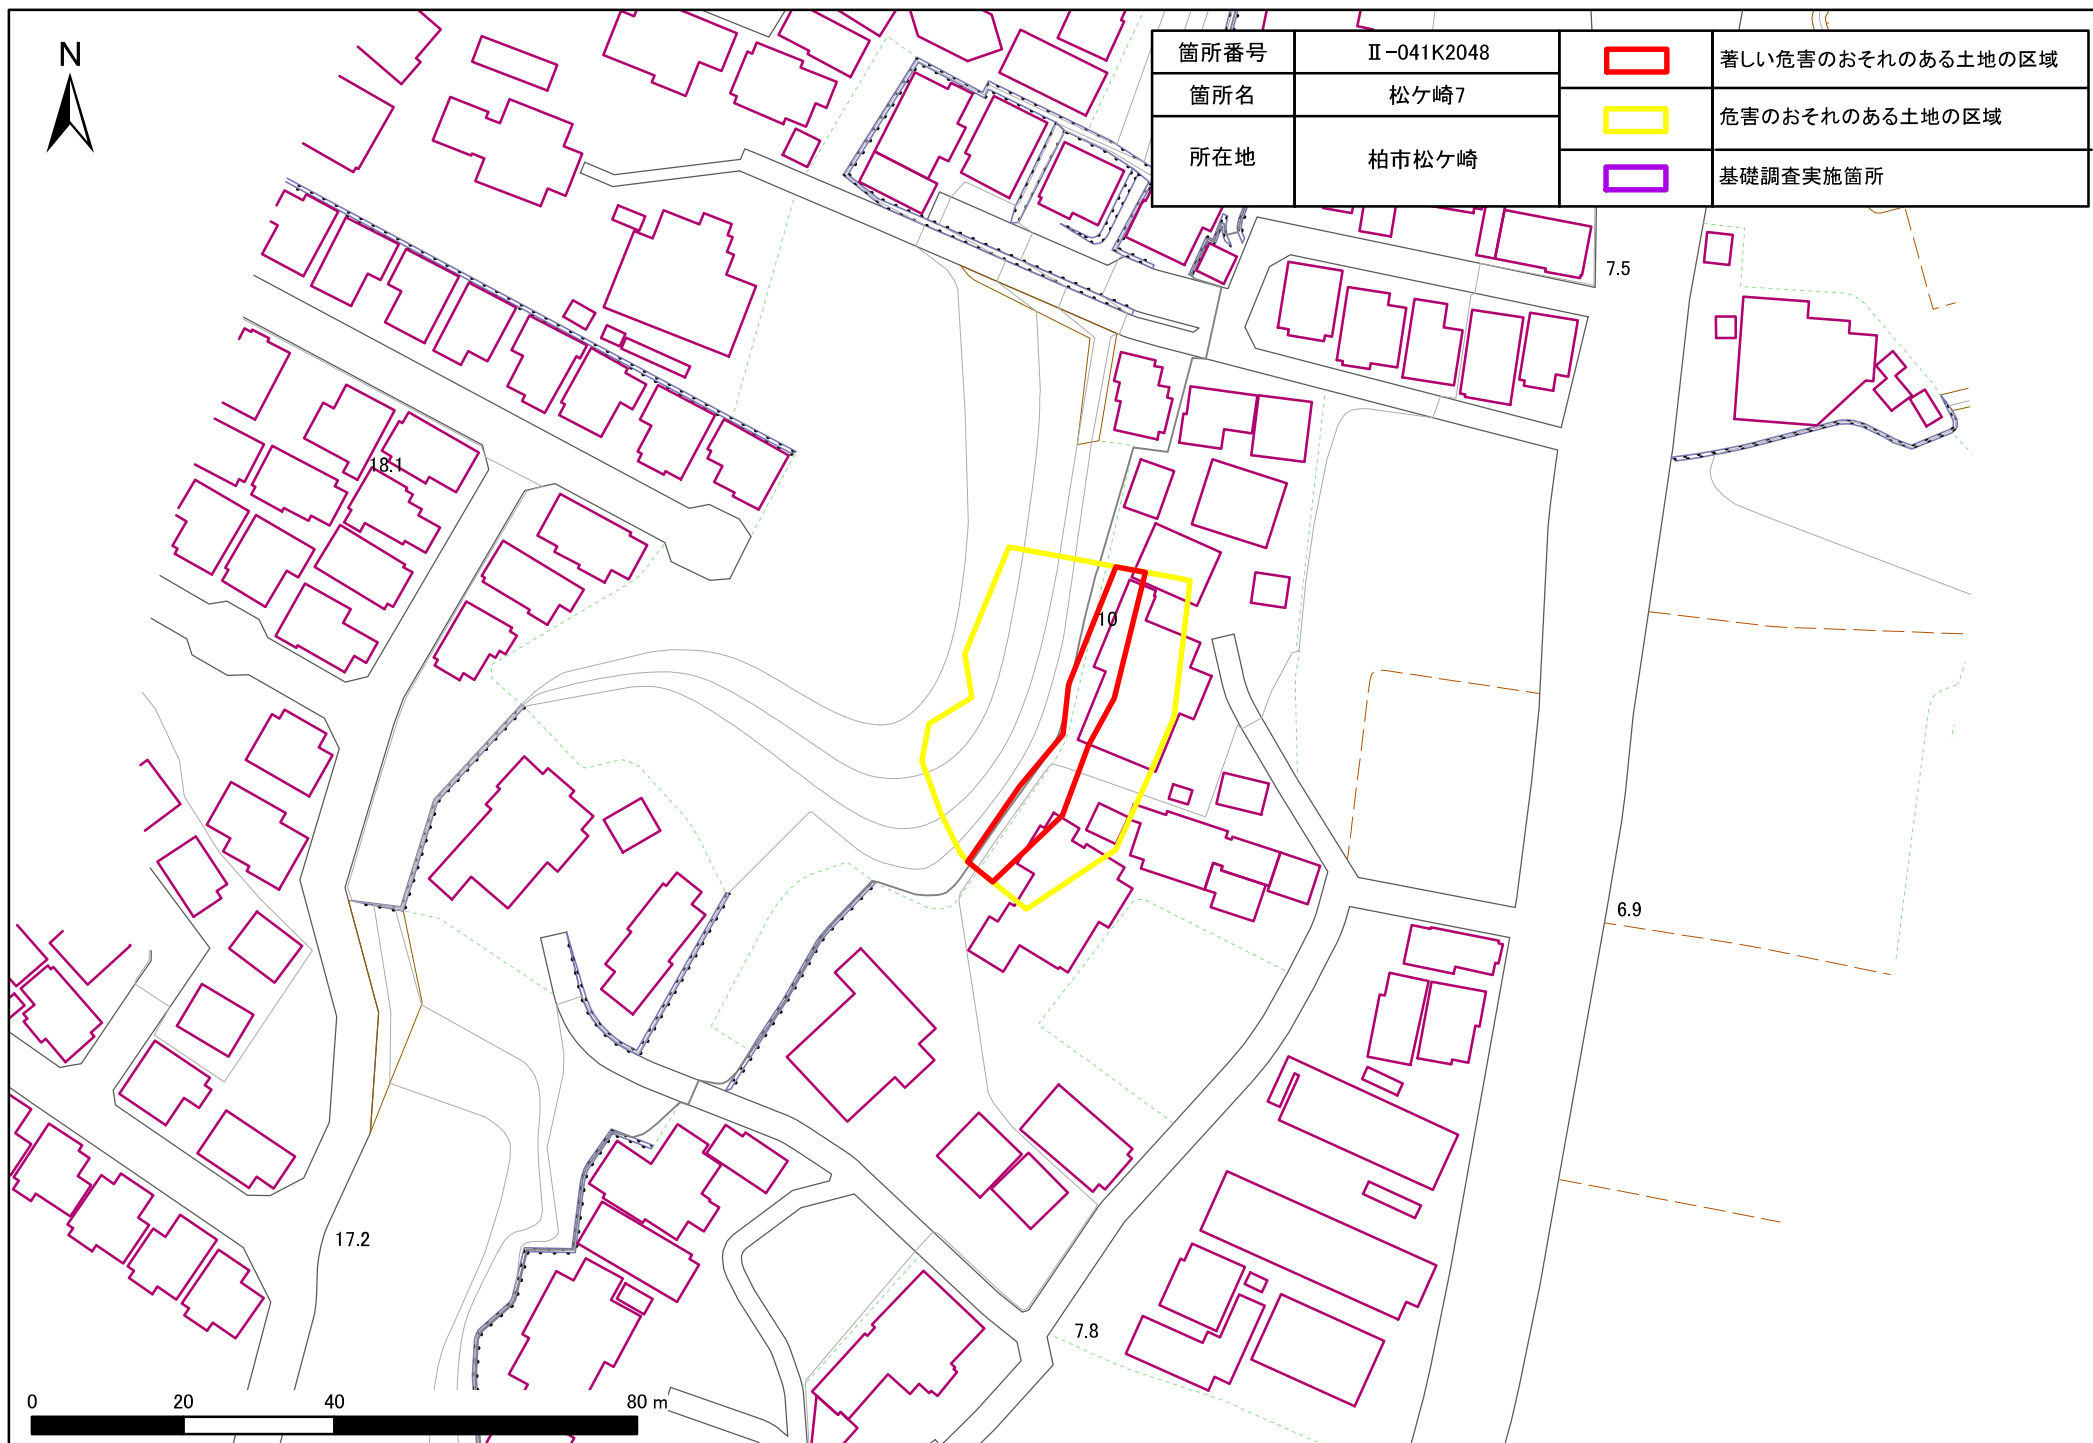 N
箇所番号 Ⅱ-041K2048 著しい危害のおそれのある土地の区域
箇所名 松ケ崎7 危害のおそれのある土地の区域
所在地 柏市松ケ崎 基礎調査実施箇所
7.5
18.1
10
6.9
17.2
7.8
0 20 40 80 m